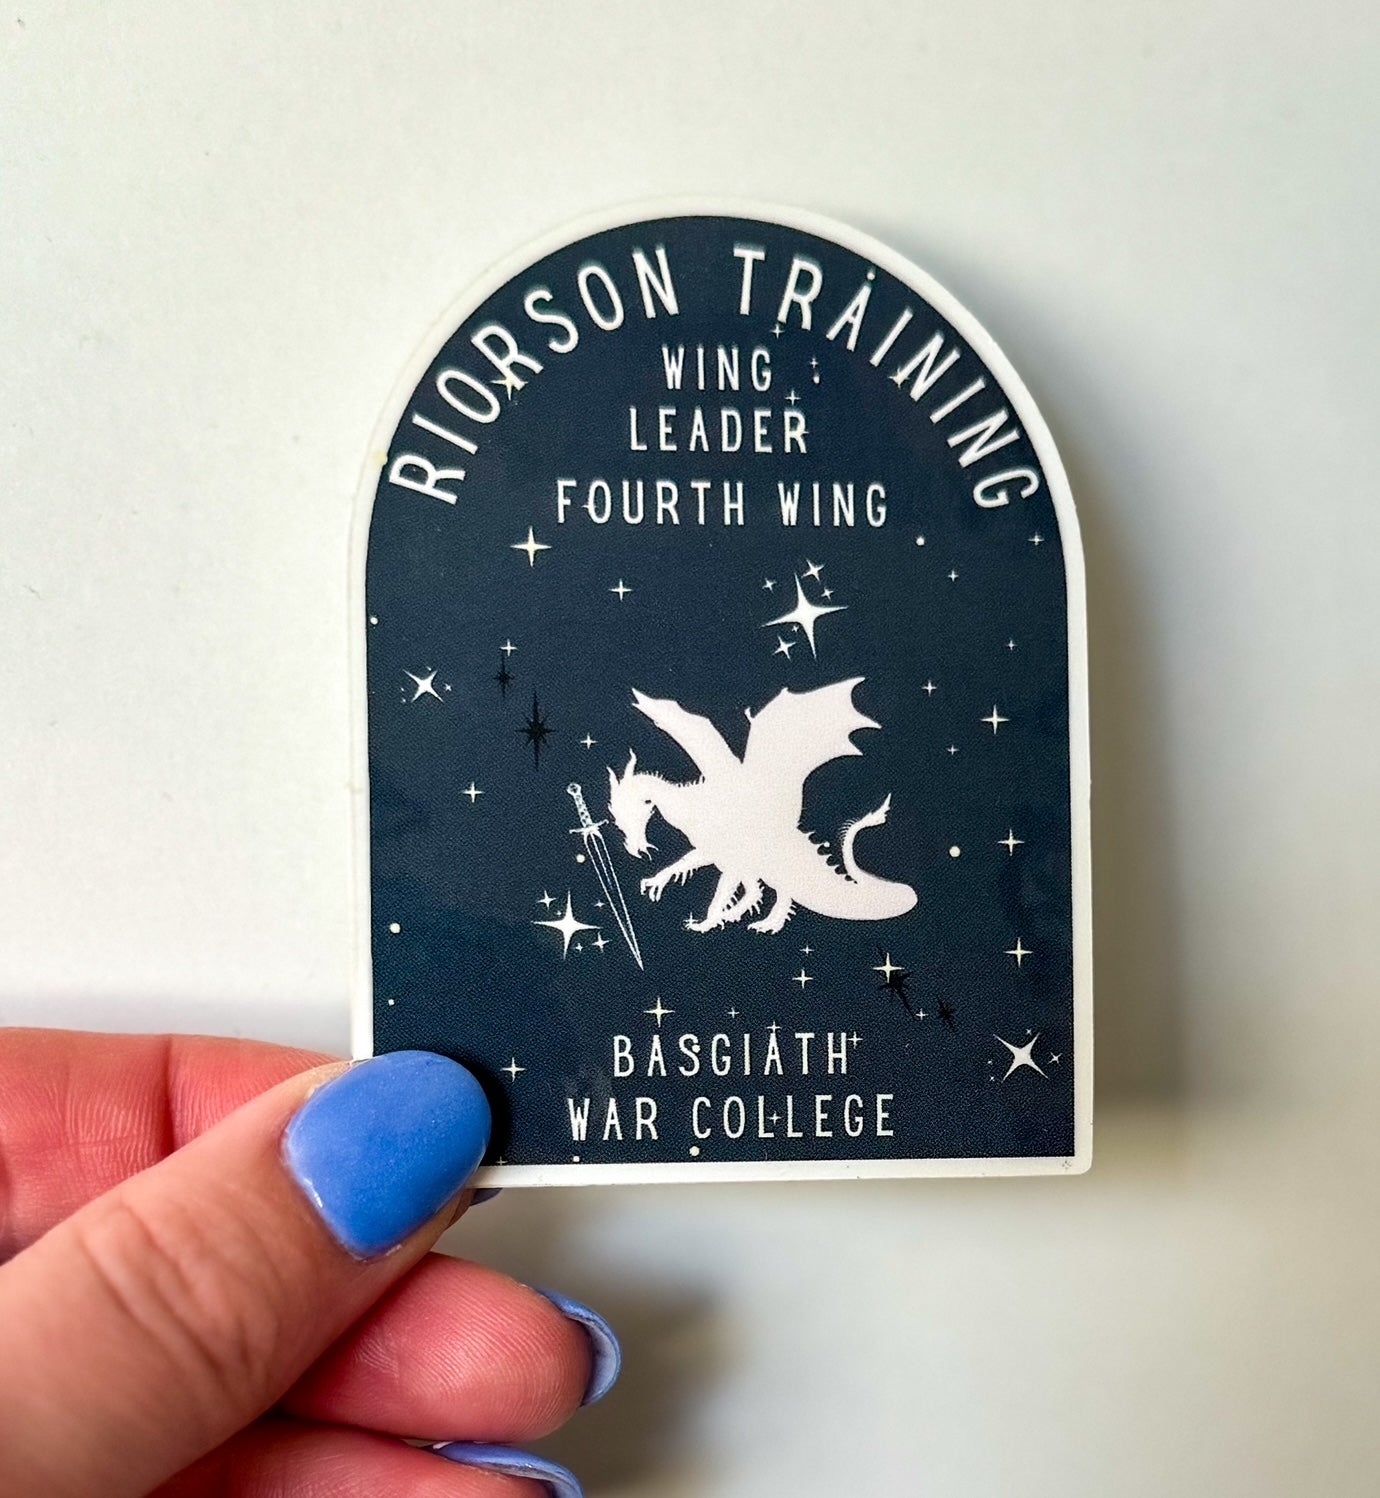 RIORSON TRAINING
WING
LEADER
FOURTH WING
BASGIATH
WAR COLLEGE